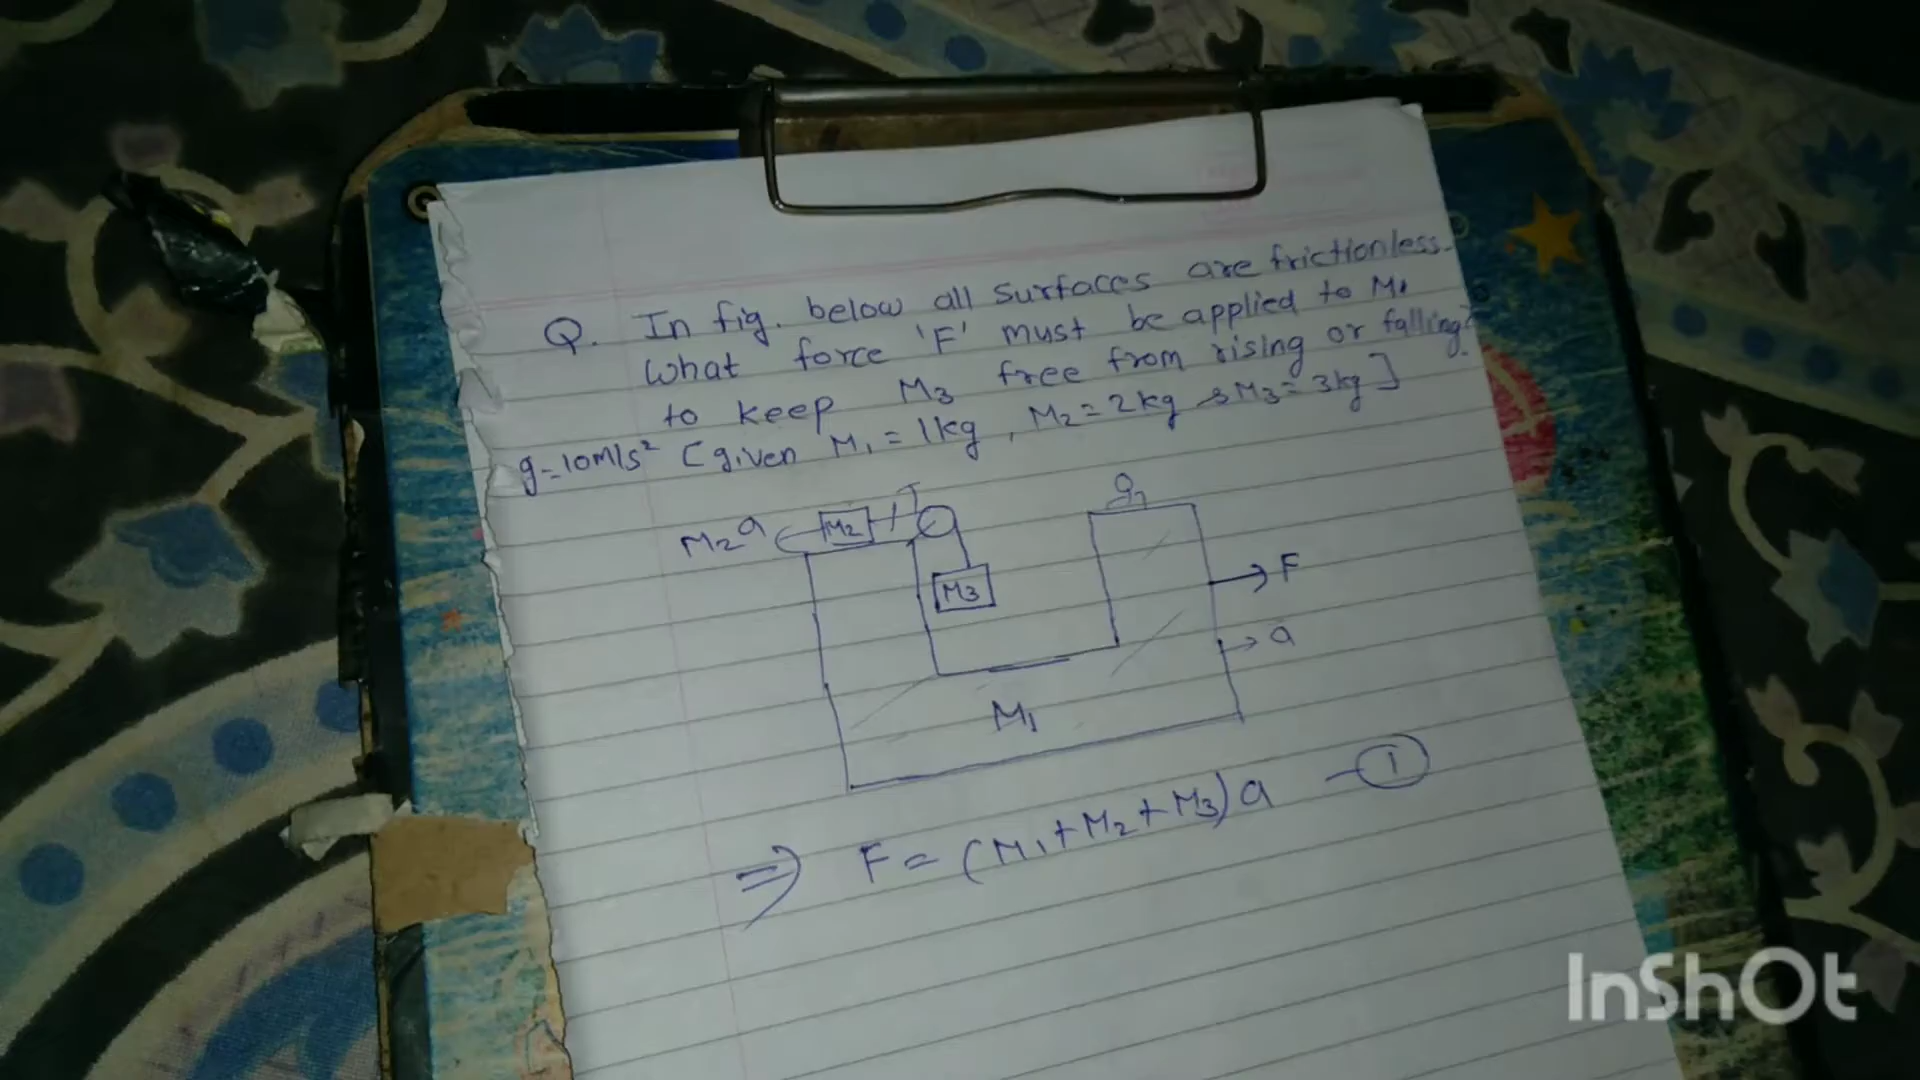 Q. In fig. below all surfaces are frictionless.
What force 'F' must be applied to M₁
to keep M₃ free from rising or falling?
g=10M/s² [given M₁ = 1kg, M₂=2kg & M₃=3kg]
M₂a M₂ T
M₃
F
a
M₁
⇒ F = (M₁+M₂+M₃)a —①
InShOt